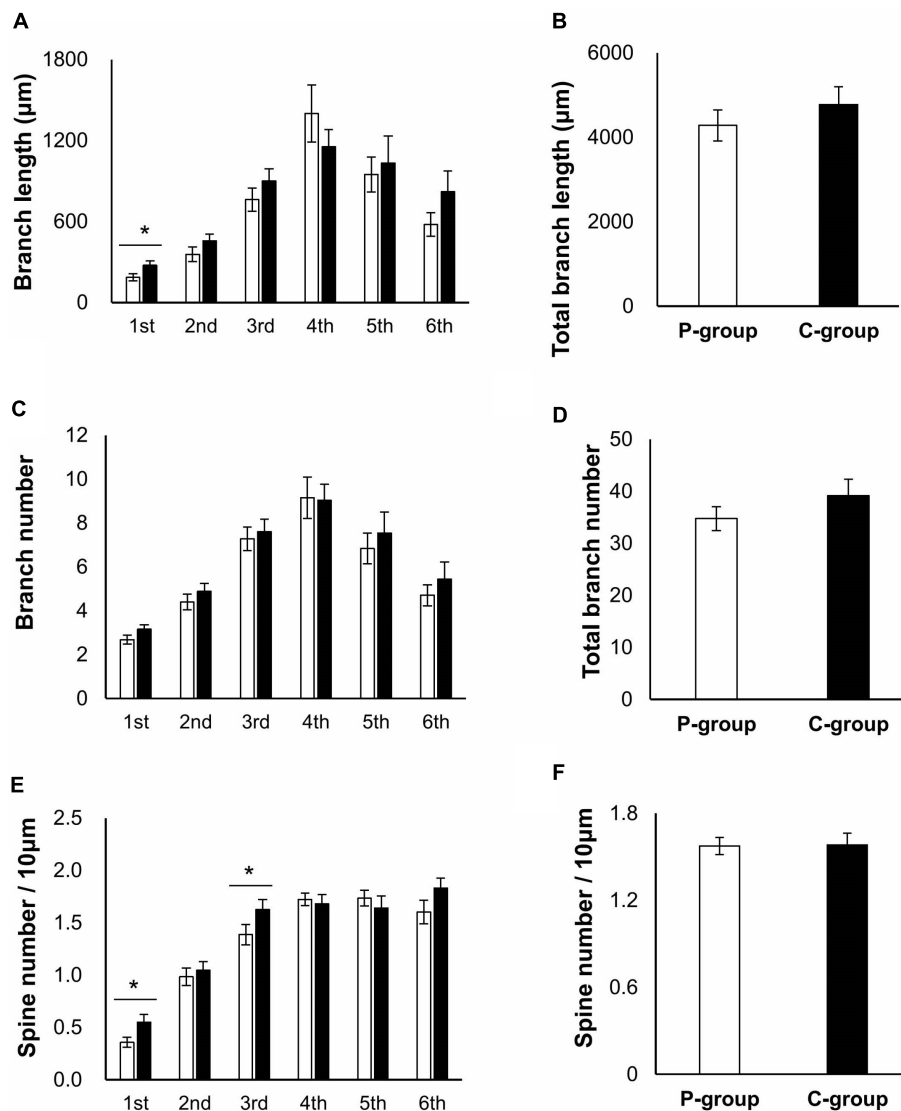 A
Branch length (μm)
1800
1200
600
0
*
1st 2nd 3rd 4th 5th 6th
B
Total branch length (μm)
6000
4000
2000
0
P-group C-group
C
Branch number
12
10
8
6
4
2
0
1st 2nd 3rd 4th 5th 6th
D
Total branch number
50
40
30
20
10
0
P-group C-group
E
Spine number / 10μm
2.5
2.0
1.5
1.0
0.5
0.0
*
*
1st 2nd 3rd 4th 5th 6th
F
Spine number / 10μm
1.8
1.2
0.6
0
P-group C-group